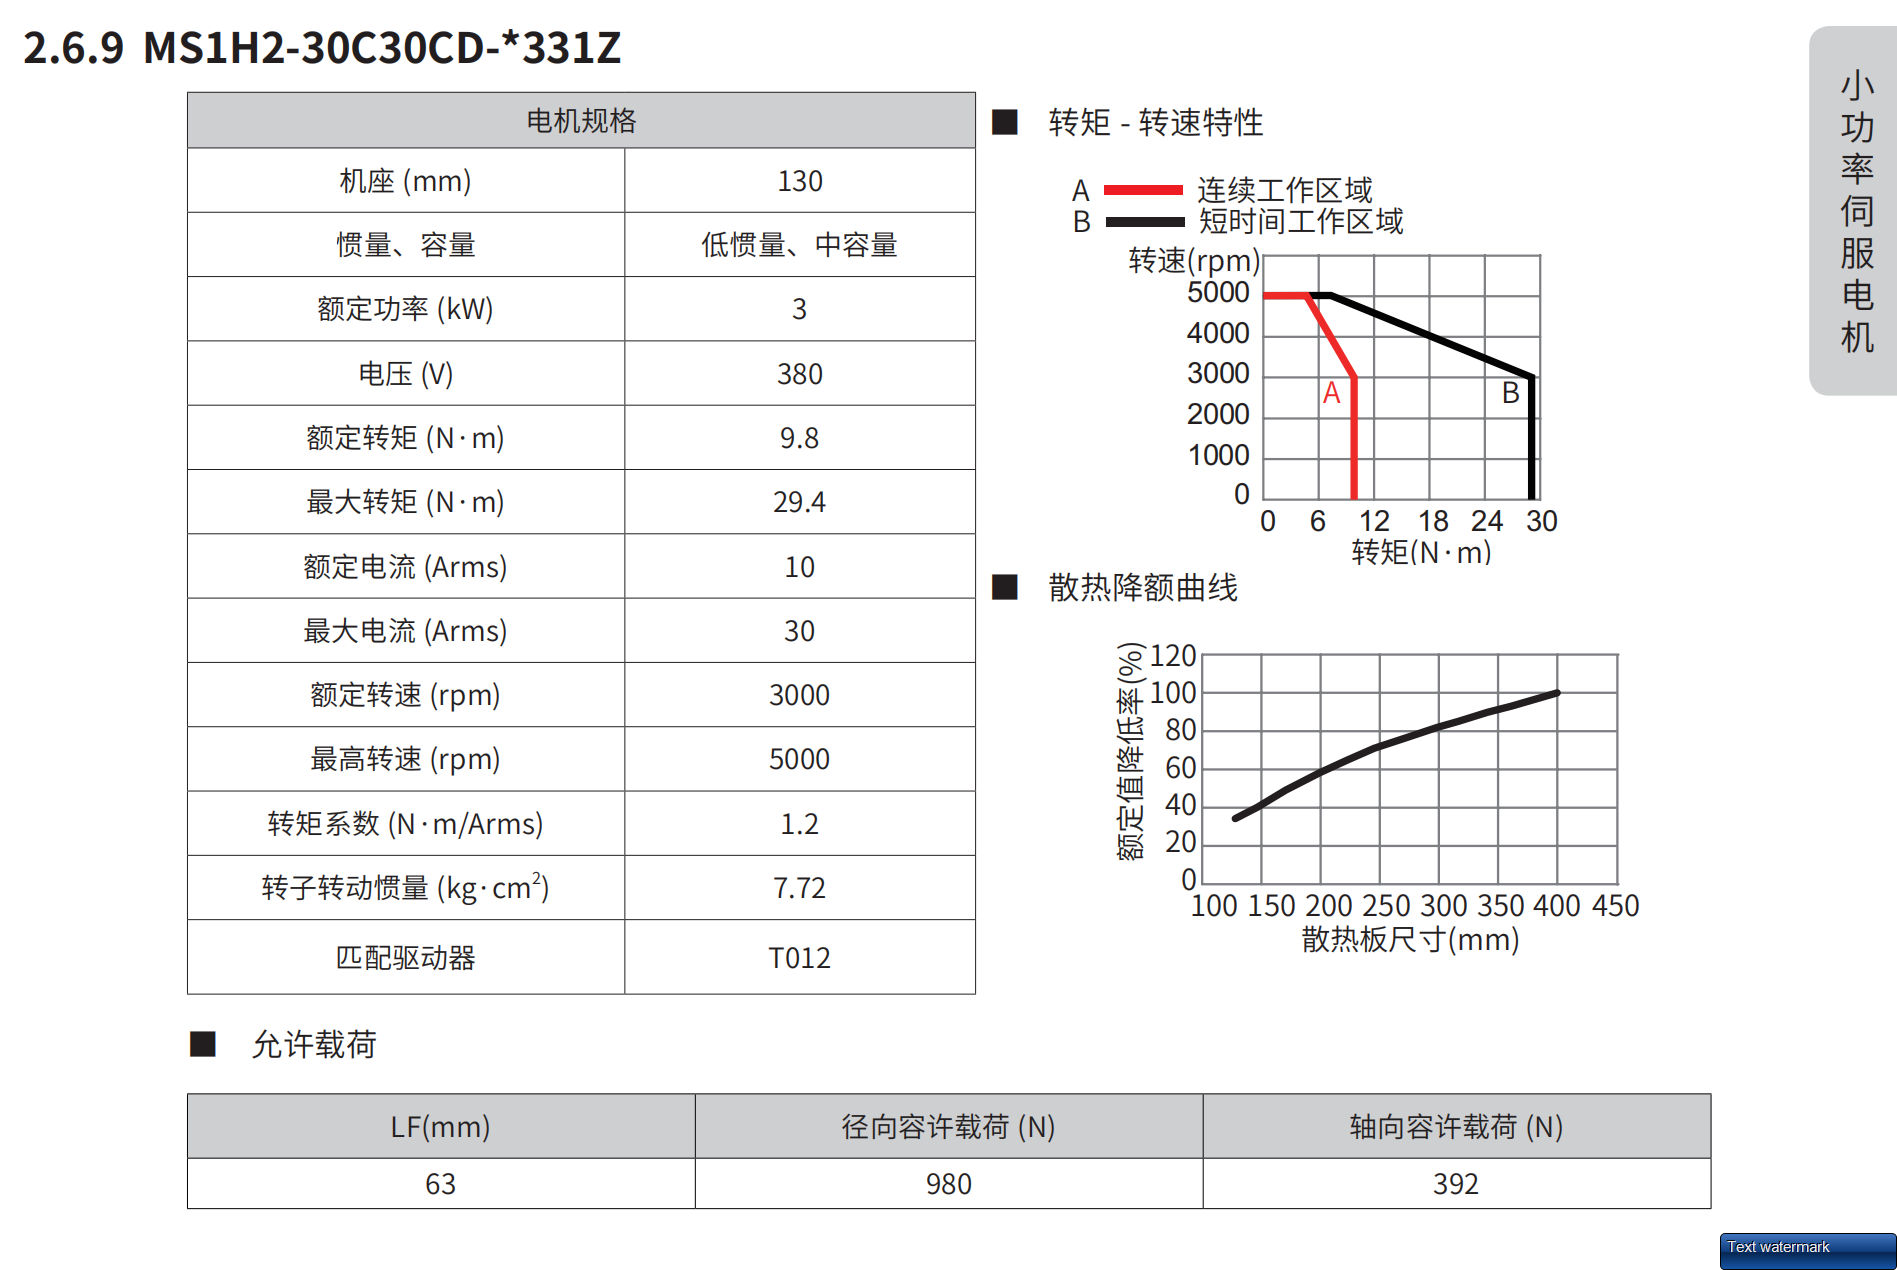 2.6.9 MS1H2-30C30CD-*331Z
电机规格
机座 (mm) 130
惯量、容量 低惯量、中容量
额定功率 (kW) 3
电压 (V) 380
额定转矩 (N·m) 9.8
最大转矩 (N·m) 29.4
额定电流 (Arms) 10
最大电流 (Arms) 30
额定转速 (rpm) 3000
最高转速 (rpm) 5000
转矩系数 (N·m/Arms) 1.2
转子转动惯量 (kg·cm²) 7.72
匹配驱动器 T012
■ 转矩 - 转速特性
A 连续工作区域
B 短时间工作区域
转速(rpm)
5000
4000
3000
2000
1000
0
A
B
0 6 12 18 24 30
转矩(N·m)
■ 散热降额曲线
额定值降低率(%)
120
100
80
60
40
20
0
100 150 200 250 300 350 400 450
散热板尺寸(mm)
■ 允许载荷
LF(mm) 径向容许载荷 (N) 轴向容许载荷 (N)
63 980 392
小功率伺服电机
Text watermark